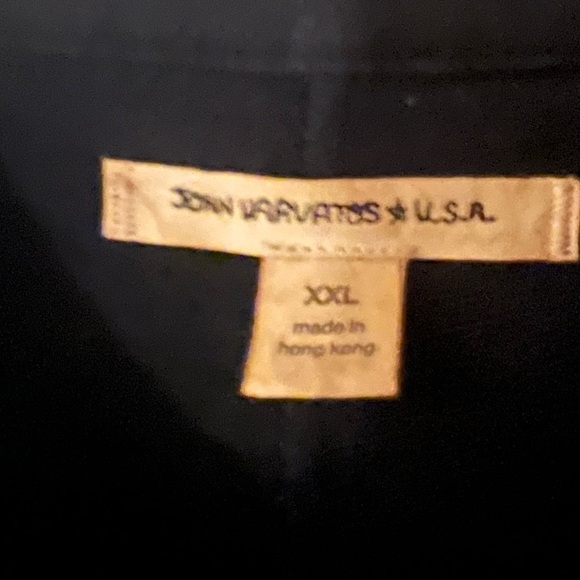 JOHN VARVATOS ★ U.S.A.
XXL
made in
hong kong